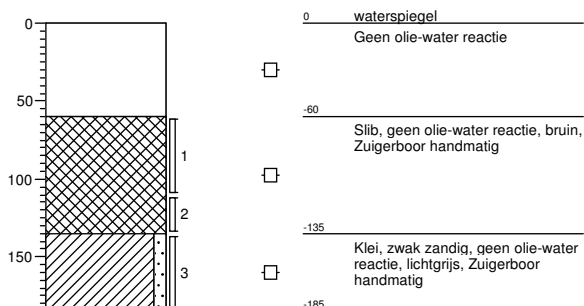 0
50
100
150
1
2
3
0 waterspiegel
Geen olie-water reactie
-60
Slib, geen olie-water reactie, bruin,
Zuigerboor handmatig
-135
Klei, zwak zandig, geen olie-water
reactie, lichtgrijs, Zuigerboor
handmatig
-185